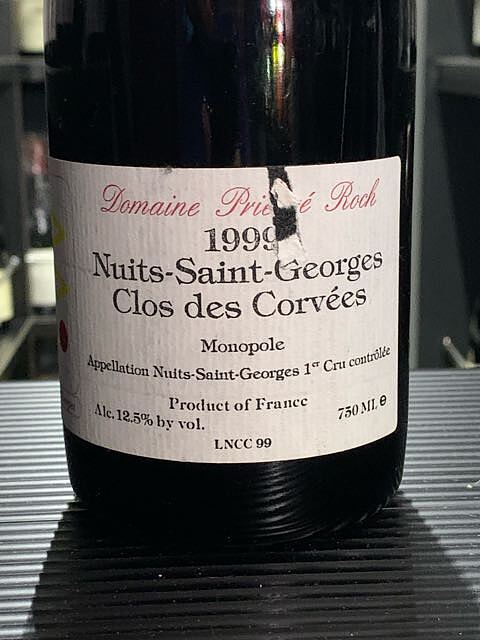 Domaine Prieuré Roch
1999
Nuits-Saint-Georges
Clos des Corvées
Monopole
Appellation Nuits-Saint-Georges 1er Cru contrôlée
Product of France
Alc. 12.5% by vol.
750 ML e
LNCC 99